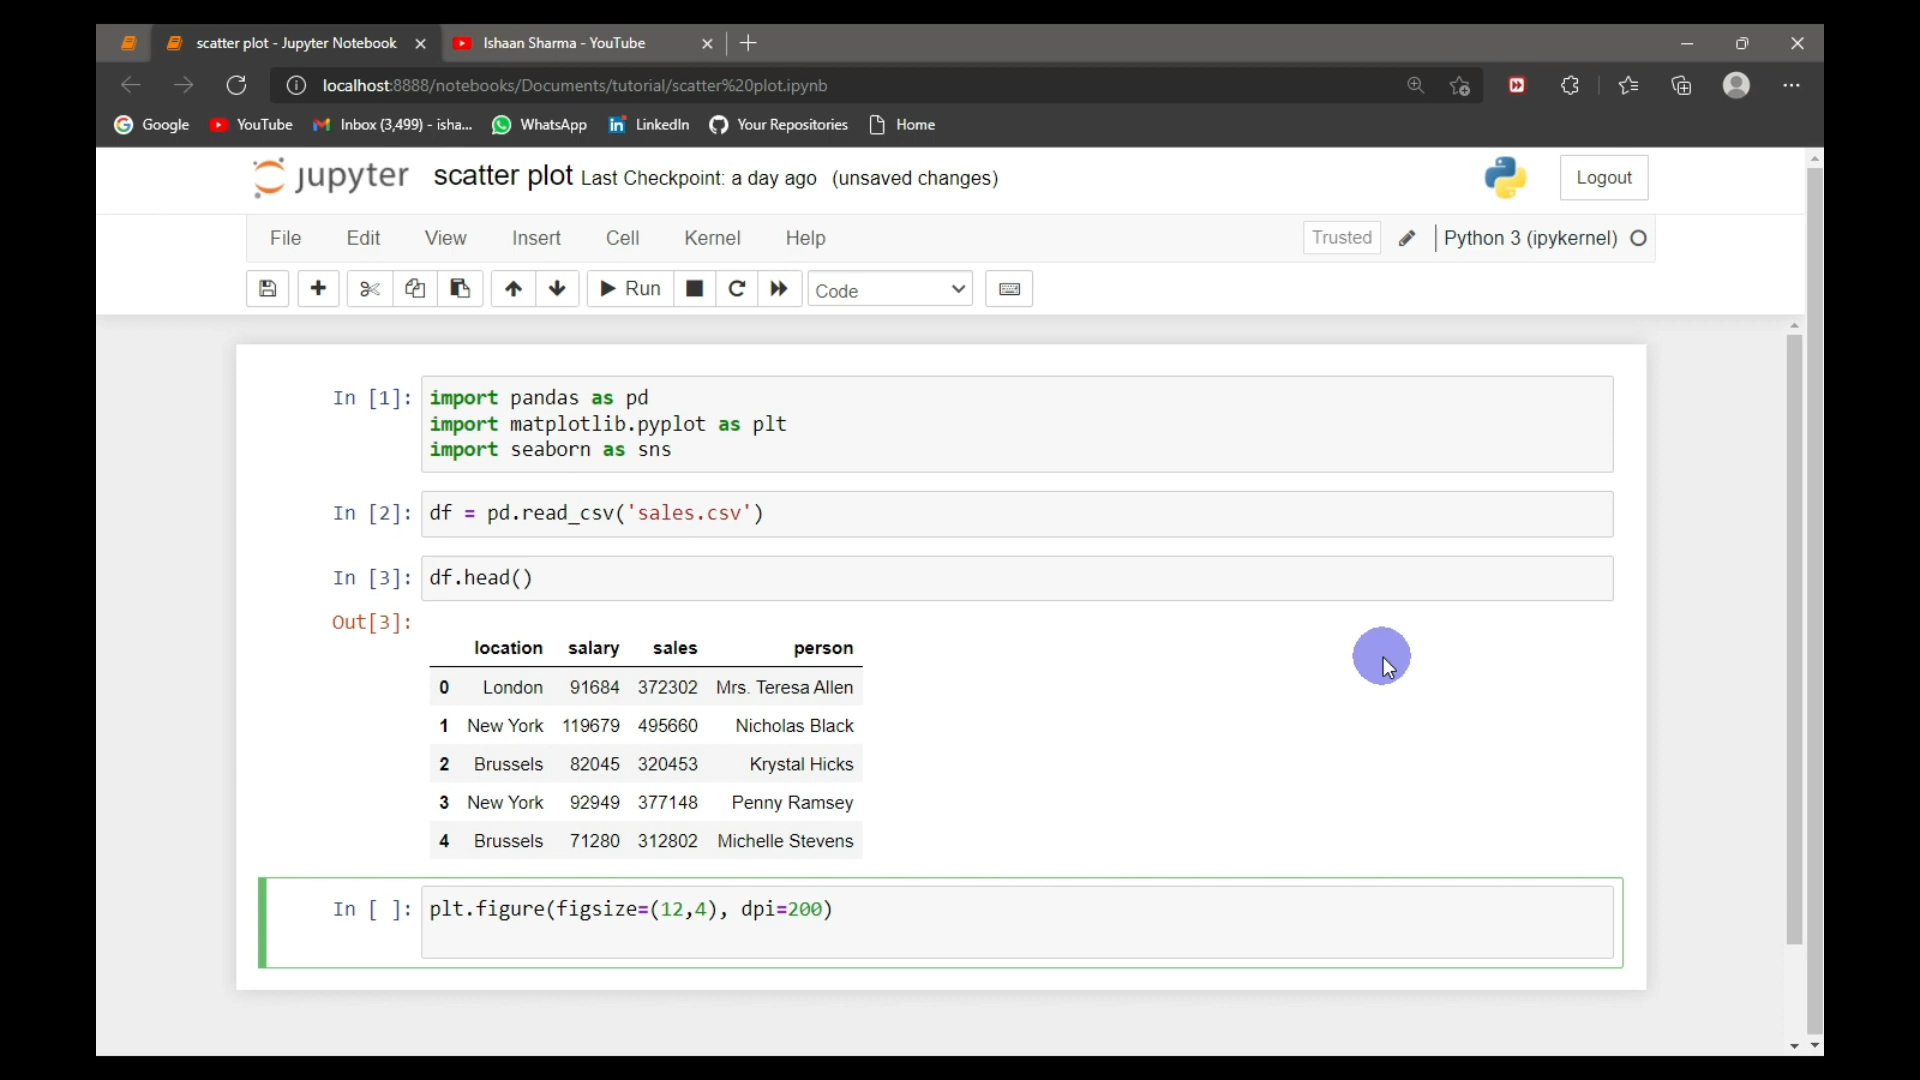 scatter plot - Jupyter Notebook
Ishaan Sharma - YouTube
localhost:8888/notebooks/Documents/tutorial/scatter%20plot.ipynb
Google YouTube Inbox (3,499) - isha... WhatsApp LinkedIn Your Repositories Home
jupyter scatter plot Last Checkpoint: a day ago (unsaved changes) Logout
File Edit View Insert Cell Kernel Help Trusted Python 3 (ipykernel)
Run Code
In [1]: import pandas as pd
import matplotlib.pyplot as plt
import seaborn as sns
In [2]: df = pd.read_csv('sales.csv')
In [3]: df.head()
Out[3]:
location salary sales person
0 London 91684 372302 Mrs. Teresa Allen
1 New York 119679 495660 Nicholas Black
2 Brussels 82045 320453 Krystal Hicks
3 New York 92949 377148 Penny Ramsey
4 Brussels 71280 312802 Michelle Stevens
In [ ]: plt.figure(figsize=(12,4), dpi=200)